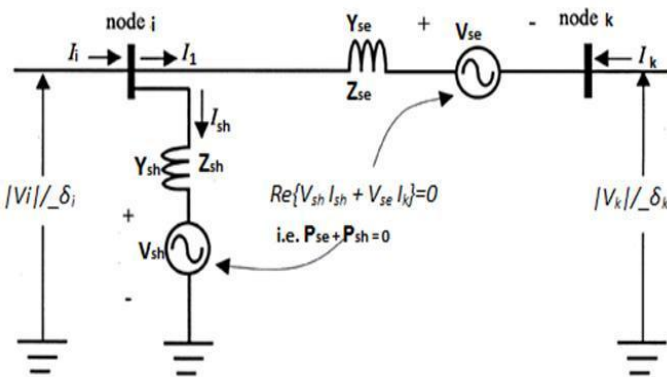 node i
Y_se
+
V_se
-
node k
I_i
I_1
I_k
Z_se
I_sh
Y_sh
Z_sh
|Vi|/_δ_i
Re{V_sh I_sh + V_se I_k}=0
|V_k|/_δ_k
+
i.e. P_se + P_sh = 0
V_sh
-